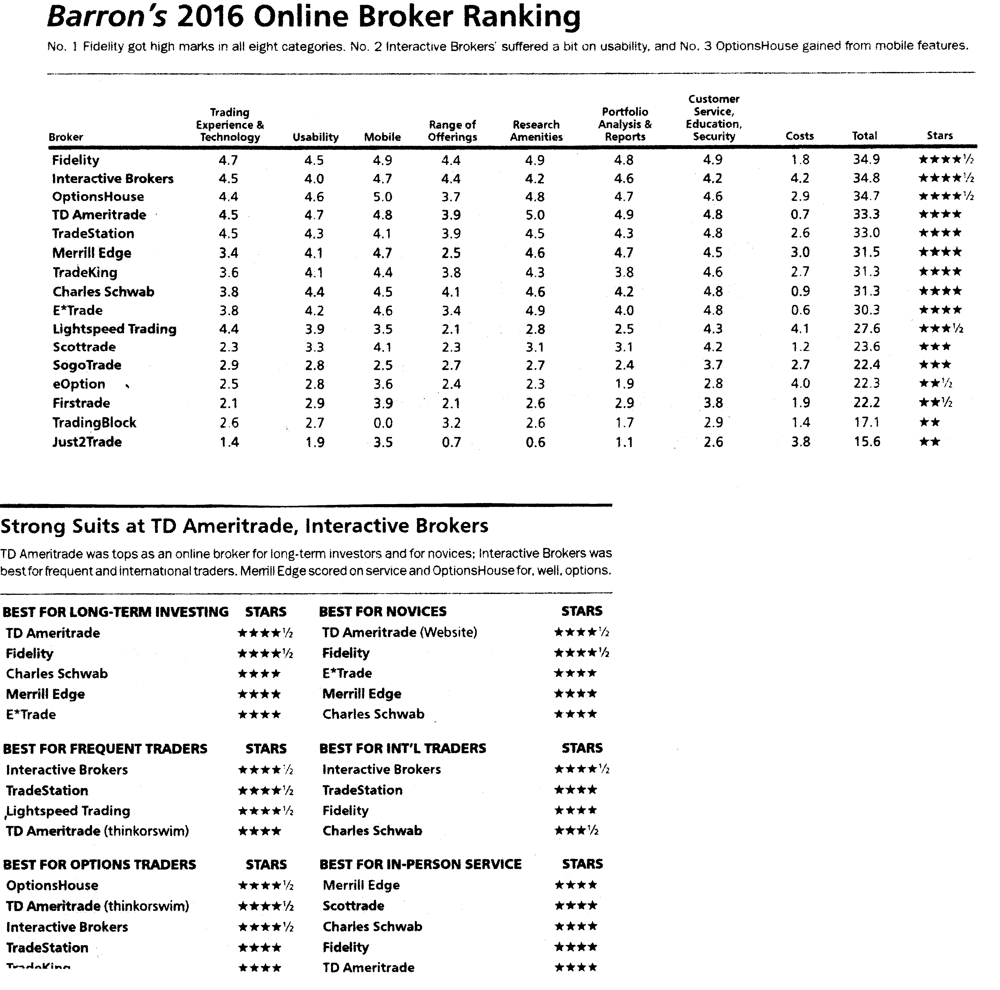 Barron's 2016 Online Broker Ranking
No. 1 Fidelity got high marks in all eight categories. No. 2 Interactive Brokers' suffered a bit on usability, and No. 3 OptionsHouse gained from mobile features.
Broker Trading Experience & Technology Usability Mobile Range of Offerings Research Amenities Portfolio Analysis & Reports Customer Service, Education, Security Costs Total Stars
Fidelity 4.7 4.5 4.9 4.4 4.9 4.8 4.9 1.8 34.9 ★★★★½
Interactive Brokers 4.5 4.0 4.7 4.4 4.2 4.6 4.2 4.2 34.8 ★★★★½
OptionsHouse 4.4 4.6 5.0 3.7 4.8 4.7 4.6 2.9 34.7 ★★★★½
TD Ameritrade 4.5 4.7 4.8 3.9 5.0 4.9 4.8 0.7 33.3 ★★★★
TradeStation 4.5 4.3 4.1 3.9 4.5 4.3 4.8 2.6 33.0 ★★★★
Merrill Edge 3.4 4.1 4.7 2.5 4.6 4.7 4.5 3.0 31.5 ★★★★
TradeKing 3.6 4.1 4.4 3.8 4.3 3.8 4.6 2.7 31.3 ★★★★
Charles Schwab 3.8 4.4 4.5 4.1 4.6 4.2 4.8 0.9 31.3 ★★★★
E*Trade 3.8 4.2 4.6 3.4 4.9 4.0 4.8 0.6 30.3 ★★★★
Lightspeed Trading 4.4 3.9 3.5 2.1 2.8 2.5 4.3 4.1 27.6 ★★★½
Scottrade 2.3 3.3 4.1 2.3 3.1 3.1 4.2 1.2 23.6 ★★★
SogoTrade 2.9 2.8 2.5 2.7 2.7 2.4 3.7 2.7 22.4 ★★★
eOption 2.5 2.8 3.6 2.4 2.3 1.9 2.8 4.0 22.3 ★★½
Firstrade 2.1 2.9 3.9 2.1 2.6 2.9 3.8 1.9 22.2 ★★½
TradingBlock 2.6 2.7 0.0 3.2 2.6 1.7 2.9 1.4 17.1 ★★
Just2Trade 1.4 1.9 3.5 0.7 0.6 1.1 2.6 3.8 15.6 ★★
Strong Suits at TD Ameritrade, Interactive Brokers
TD Ameritrade was tops as an online broker for long-term investors and for novices; Interactive Brokers was
best for frequent and international traders. Merrill Edge scored on service and OptionsHouse for, well, options.
BEST FOR LONG-TERM INVESTING STARS BEST FOR NOVICES STARS
TD Ameritrade ★★★★½ TD Ameritrade (Website) ★★★★½
Fidelity ★★★★½ Fidelity ★★★★½
Charles Schwab ★★★★ E*Trade ★★★★
Merrill Edge ★★★★ Merrill Edge ★★★★
E*Trade ★★★★ Charles Schwab ★★★★
BEST FOR FREQUENT TRADERS STARS BEST FOR INT'L TRADERS STARS
Interactive Brokers ★★★★½ Interactive Brokers ★★★★½
TradeStation ★★★★½ TradeStation ★★★★
Lightspeed Trading ★★★★½ Fidelity ★★★★
TD Ameritrade (thinkorswim) ★★★★ Charles Schwab ★★★½
BEST FOR OPTIONS TRADERS STARS BEST FOR IN-PERSON SERVICE STARS
OptionsHouse ★★★★½ Merrill Edge ★★★★
TD Ameritrade (thinkorswim) ★★★★½ Scottrade ★★★★
Interactive Brokers ★★★★½ Charles Schwab ★★★★
TradeStation ★★★★ Fidelity ★★★★
TradeKing ★★★★ TD Ameritrade ★★★★